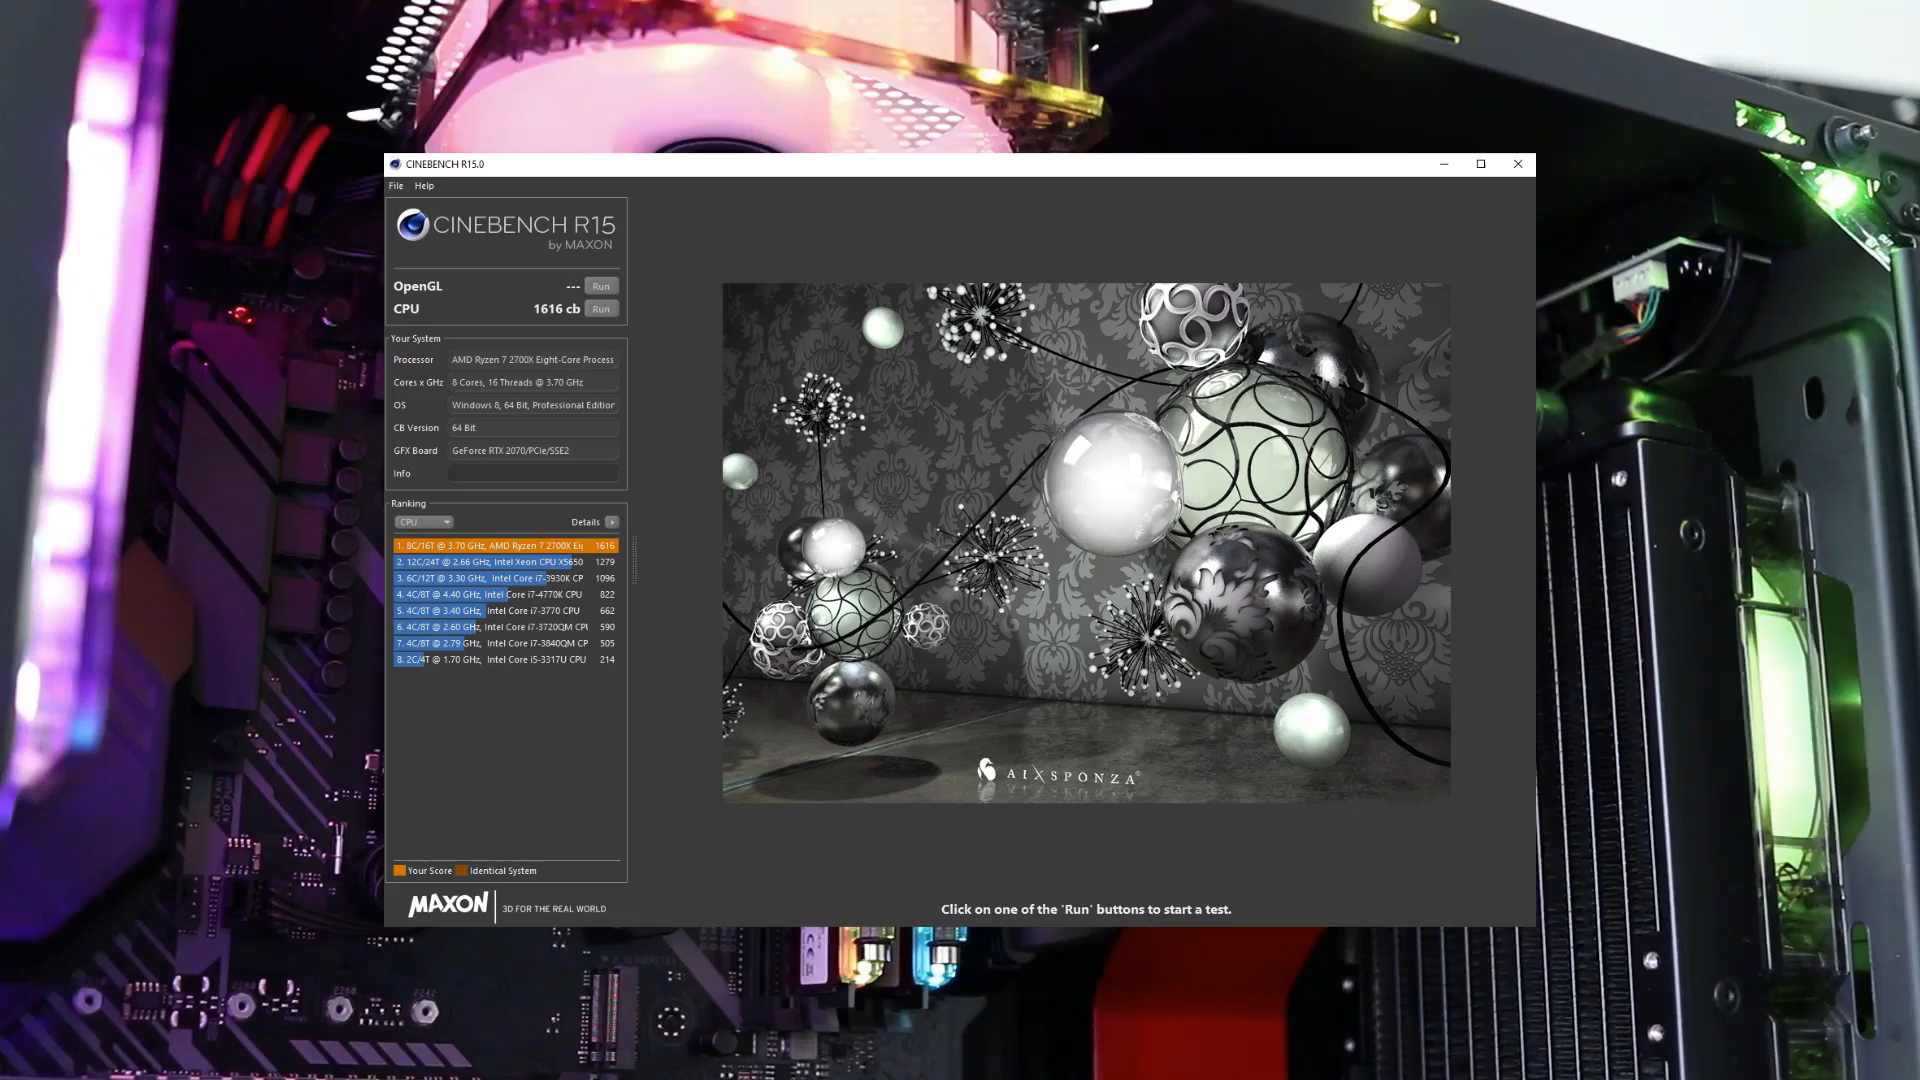 CINEBENCH R15.0
File Help
CINEBENCH R15
by MAXON
OpenGL --- Run
CPU 1616 cb Run
Your System
Processor AMD Ryzen 7 2700X Eight-Core Process
Cores x GHz 8 Cores, 16 Threads @ 3.70 GHz
OS Windows 8, 64 Bit, Professional Edition
CB Version 64 Bit
GFX Board GeForce RTX 2070/PCIe/SSE2
Info
Ranking
CPU Details
1. 8C/16T @ 3.70 GHz, AMD Ryzen 7 2700X Eig 1616
2. 12C/24T @ 2.66 GHz, Intel Xeon CPU X5650 1279
3. 6C/12T @ 3.30 GHz, Intel Core i7-3930K CP 1096
4. 4C/8T @ 4.40 GHz, Intel Core i7-4770K CPU 822
5. 4C/8T @ 3.40 GHz, Intel Core i7-3770 CPU 662
6. 4C/8T @ 2.60 GHz, Intel Core i7-3720QM CPU 590
7. 4C/8T @ 2.79 GHz, Intel Core i7-3840QM CP 505
8. 2C/4T @ 1.70 GHz, Intel Core i5-3317U CPU 214
AIXSPONZA®
Your Score Identical System
MAXON 3D FOR THE REAL WORLD
Click on one of the 'Run' buttons to start a test.
2280
2242